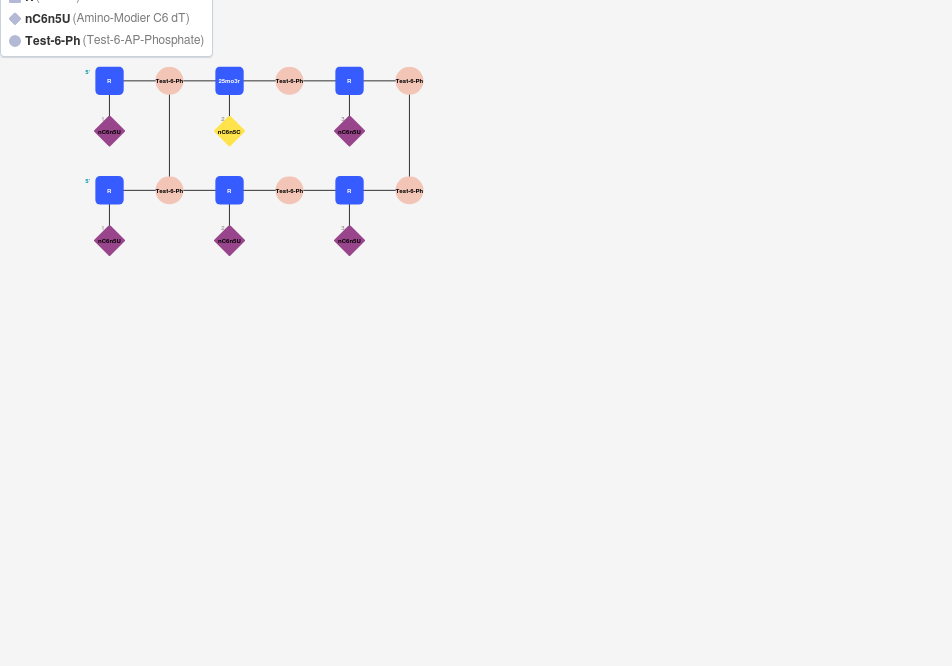 nC6n5U (Amino-Modier C6 dT)
Test-6-Ph (Test-6-AP-Phosphate)
5'
R Test-6-Ph 25mo3r Test-6-Ph R Test-6-Ph
1 2 3
nC6n5U nC6n5C nC6n5U
5'
R Test-6-Ph R Test-6-Ph R Test-6-Ph
1 2 3
nC6n5U nC6n5U nC6n5U